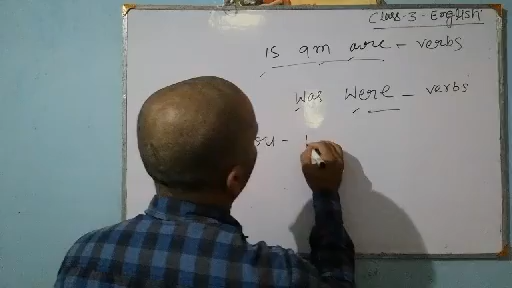 Class-3-English
is am are - verbs
Was Were - verbs